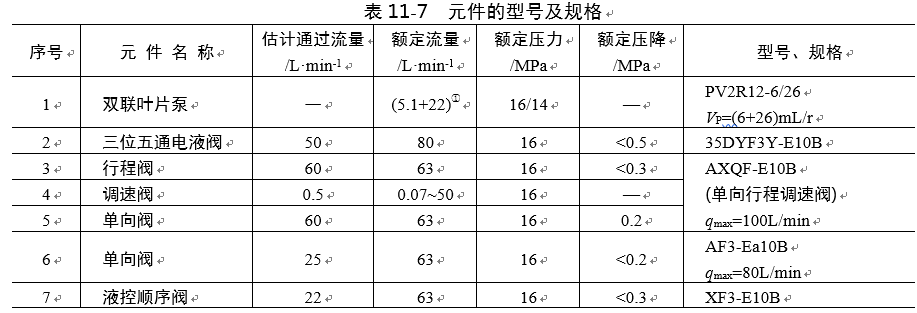 表 11-7 元件的型号及规格
序号 元 件 名 称 估计通过流量 /L·min-1 额定流量 /L·min-1 额定压力 /MPa 额定压降 /MPa 型号、规格
1 双联叶片泵 — (5.1+22)① 16/14 — PV2R12-6/26
VP=(6+26)mL/r
2 三位五通电液阀 50 80 16 <0.5 35DYF3Y-E10B
3 行程阀 60 63 16 <0.3 AXQF-E10B
4 调速阀 0.5 0.07~50 16 — (单向行程调速阀)
5 单向阀 60 63 16 0.2 qmax=100L/min
6 单向阀 25 63 16 <0.2 AF3-Ea10B
qmax=80L/min
7 液控顺序阀 22 63 16 <0.3 XF3-E10B